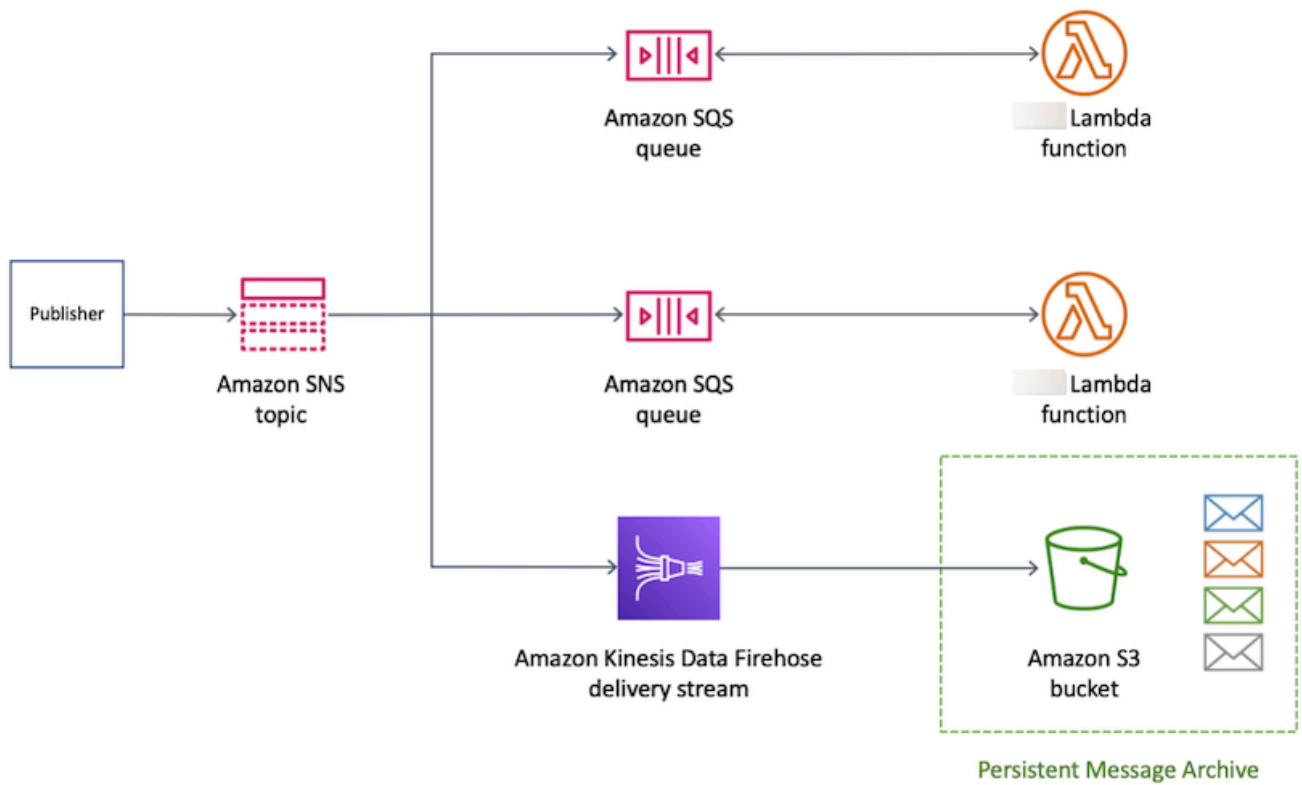 Amazon SQS
queue
Lambda
function
Publisher
Amazon SNS
topic
Amazon SQS
queue
Lambda
function
Amazon Kinesis Data Firehose
delivery stream
Amazon S3
bucket
Persistent Message Archive